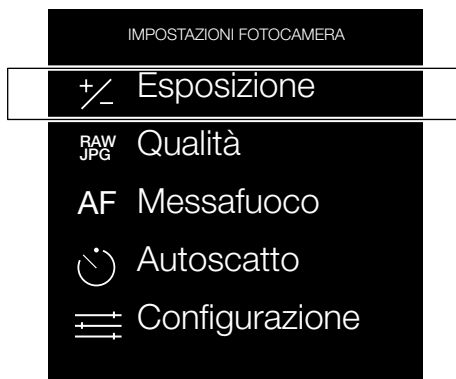 IMPOSTAZIONI FOTOCAMERA
+/- Esposizione
RAW JPG Qualità
AF Messafuoco
Autoscatto
Configurazione